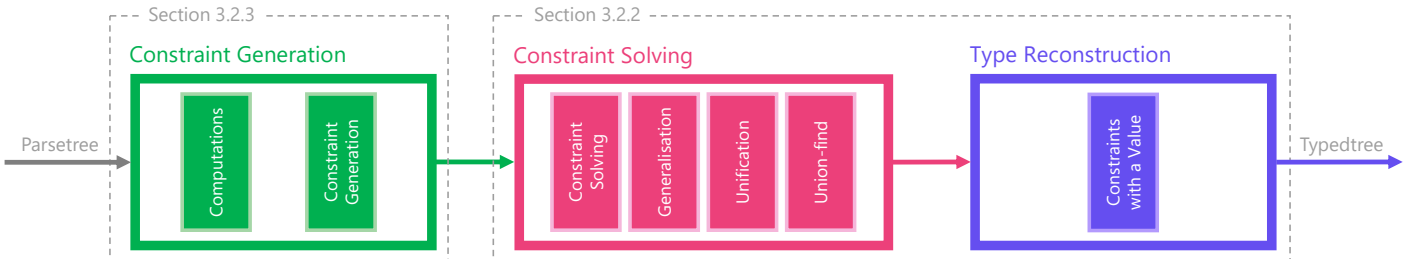 Section 3.2.3
Section 3.2.2
Constraint Generation
Constraint Solving
Type Reconstruction
Parsetree
Computations
Constraint
Generation
Constraint
Solving
Generalisation
Unification
Union-find
Constraints
with a Value
Typedtree